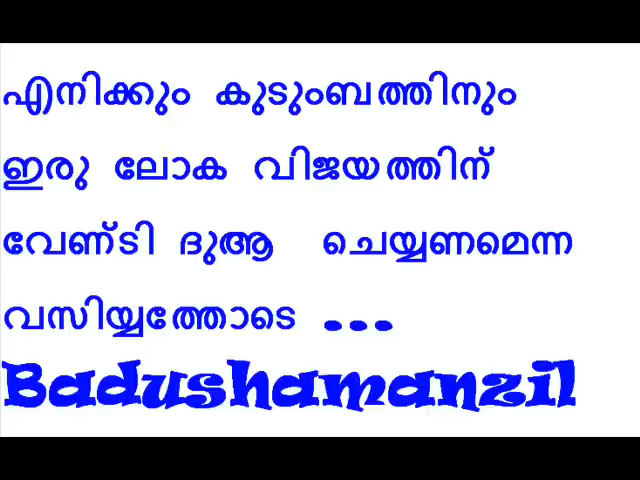 എനിക്കും കുടുംബത്തിനും
ഇരു ലോക വിജയത്തിന്
വേണ്ടി ദുആ ചെയ്യണമെന്ന
വസിയ്യത്തോടെ ...
Badushamanzil